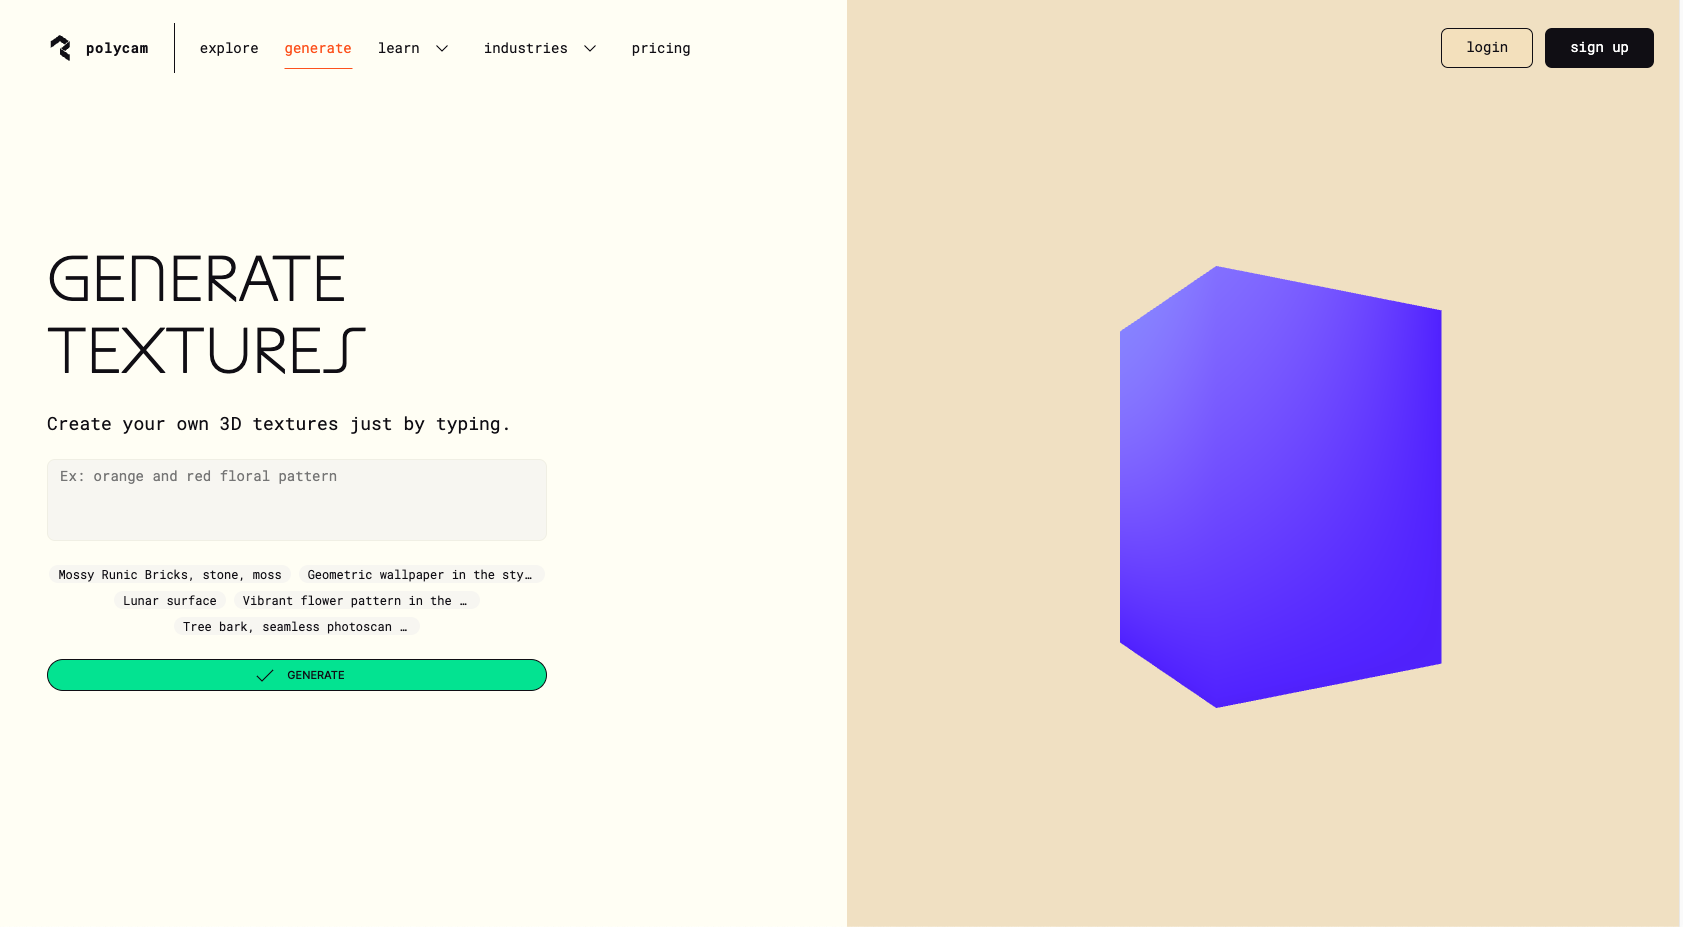 polycam
explore
generate
learn
industries
pricing
login
sign up
GENERATE
TEXTURES
Create your own 3D textures just by typing.
Ex: orange and red floral pattern
Mossy Runic Bricks, stone, moss
Geometric wallpaper in the sty…
Lunar surface
Vibrant flower pattern in the …
Tree bark, seamless photoscan …
GENERATE